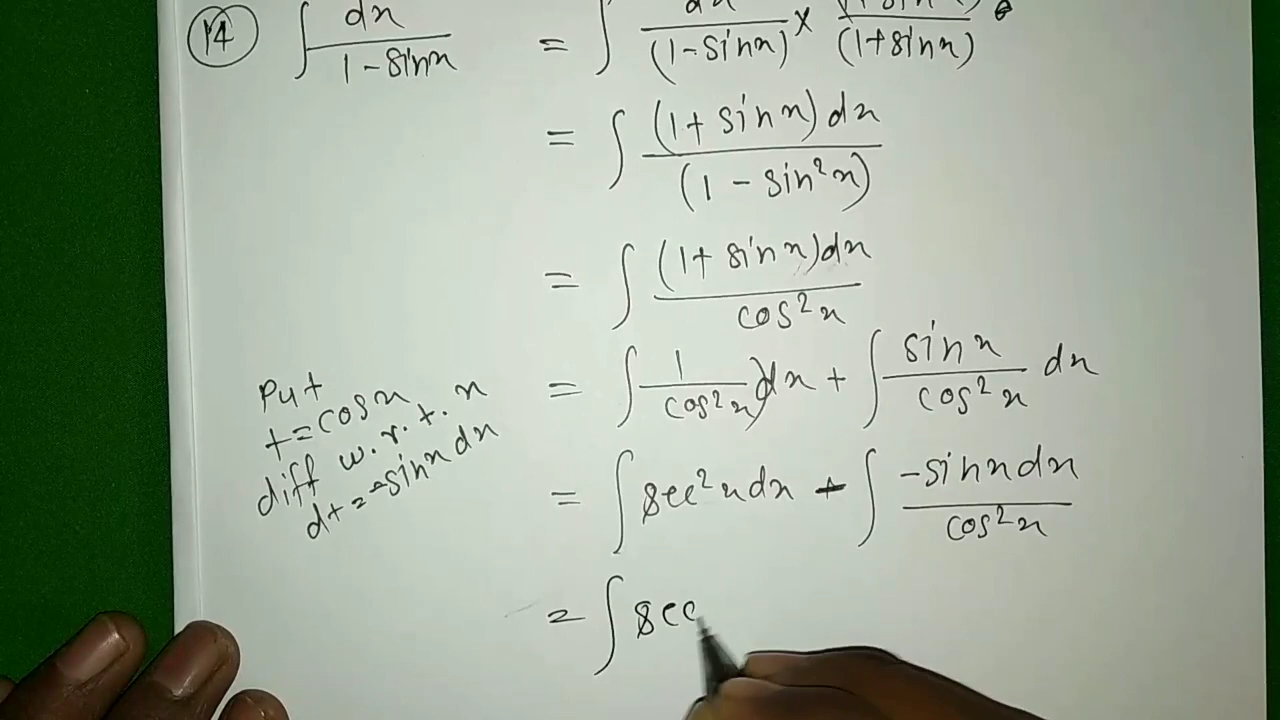 14 ∫ dx / 1 - sinx = ∫ dx / (1 - sinx) × (1 + sinx) / (1 + sinx)
= ∫ (1 + sinx) dx / (1 - sin²x)
= ∫ (1 + sinx) dx / cos²x
= ∫ 1 / cos²x dx + ∫ sinx / cos²x dx
Put
t = cosx
diff w.r.t. x
dt = -sinx dx
= ∫ sec²x dx - ∫ -sinx dx / cos²x
= ∫ sec